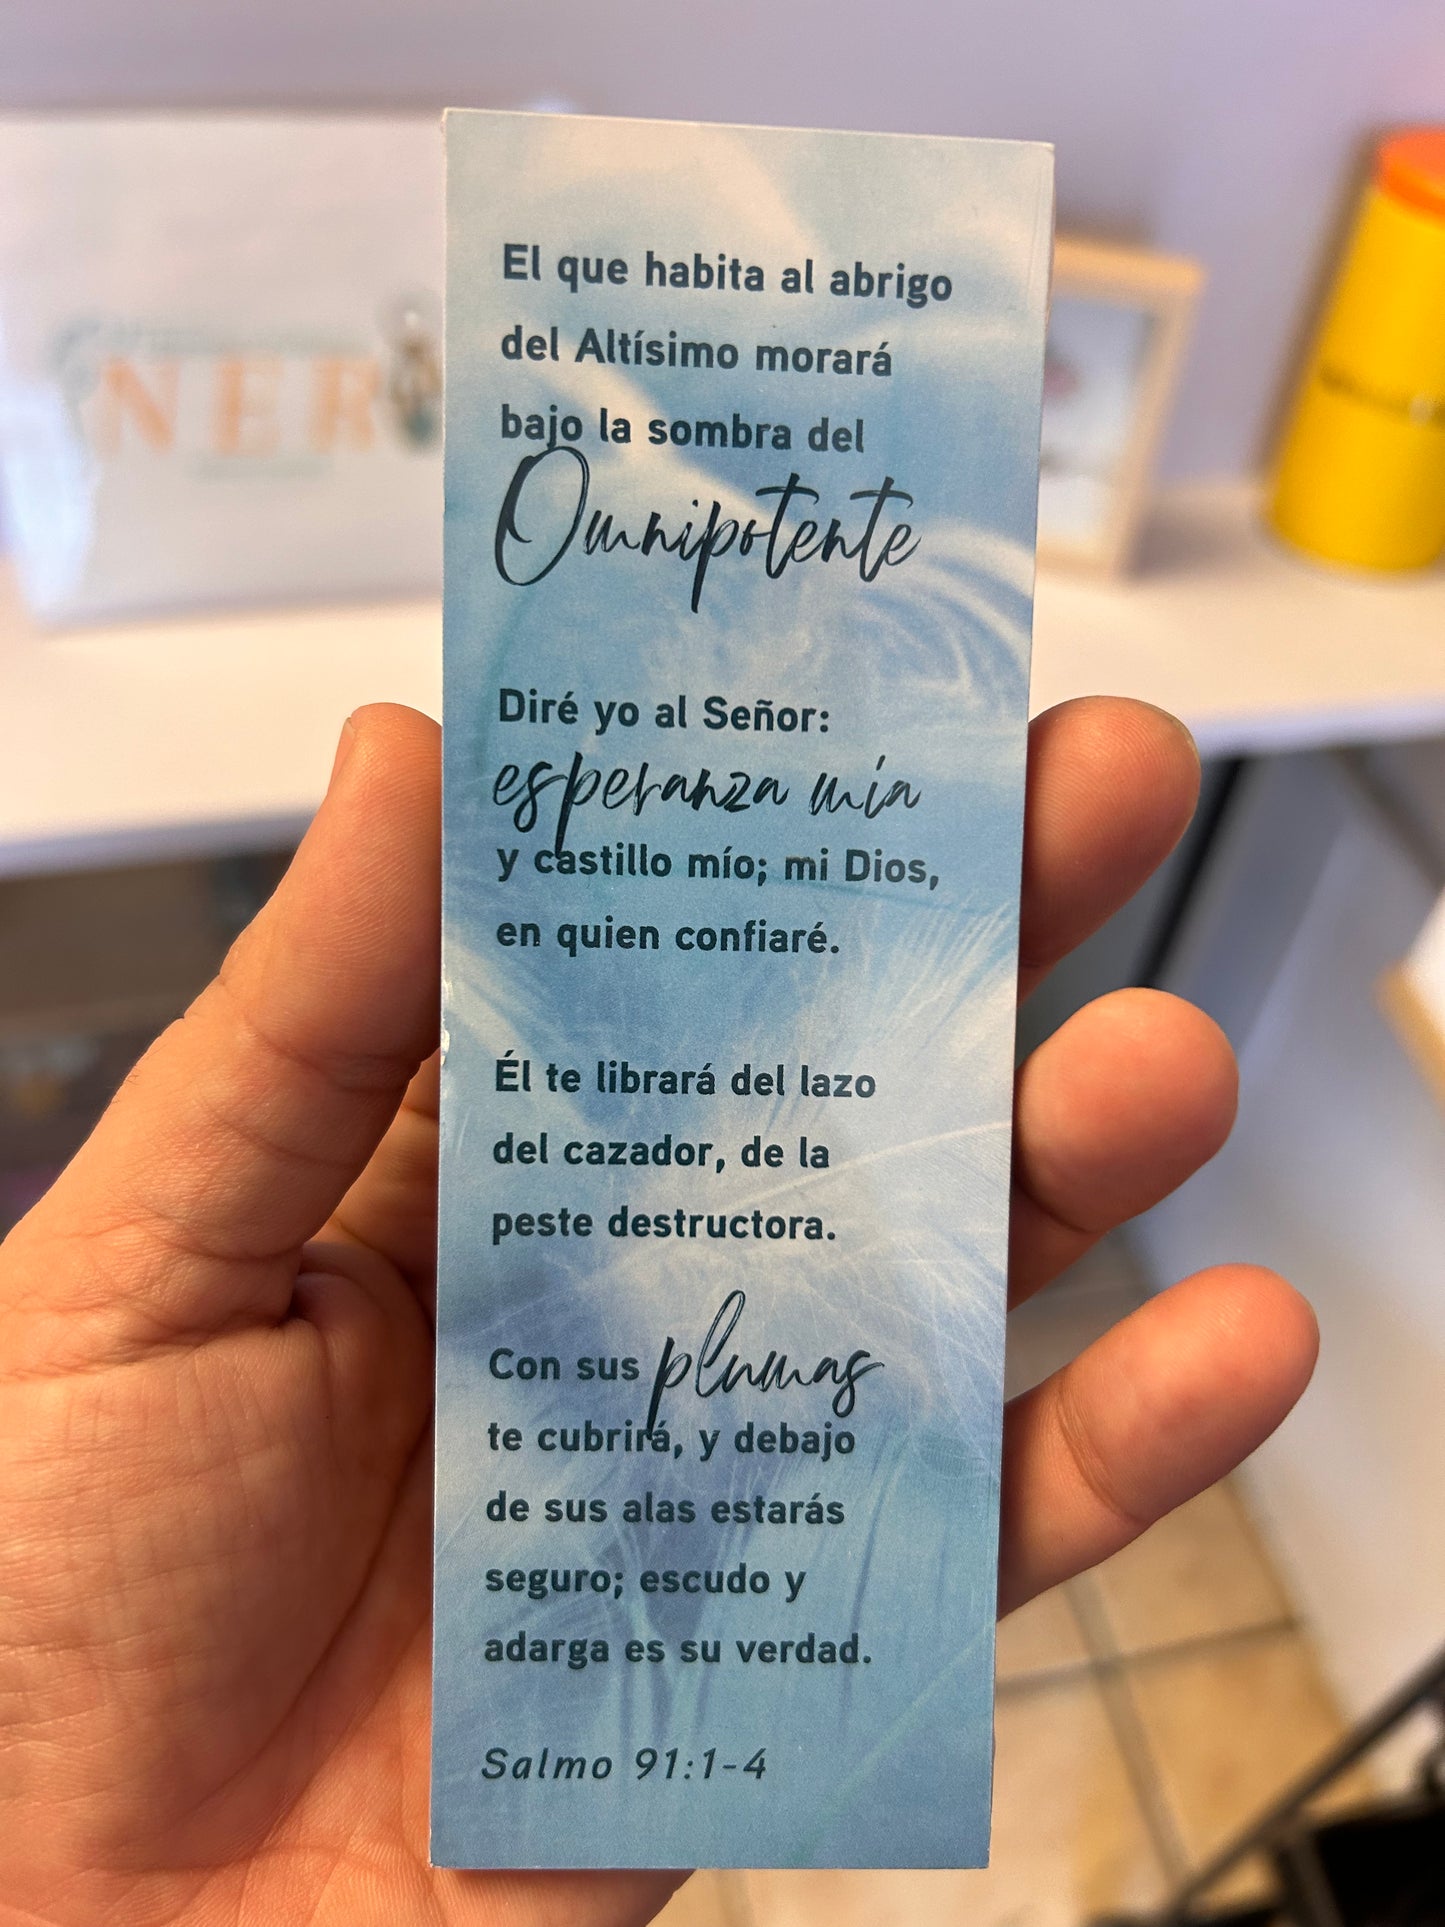 El que habita al abrigo
del Altísimo morará
bajo la sombra del
Omnipotente
Diré yo al Señor:
esperanza mía
y castillo mío; mi Dios,
en quien confiaré.
Él te librará del lazo
del cazador, de la
peste destructora.
Con sus plumas
te cubrirá, y debajo
de sus alas estarás
seguro; escudo y
adarga es su verdad.
Salmo 91:1-4
NER